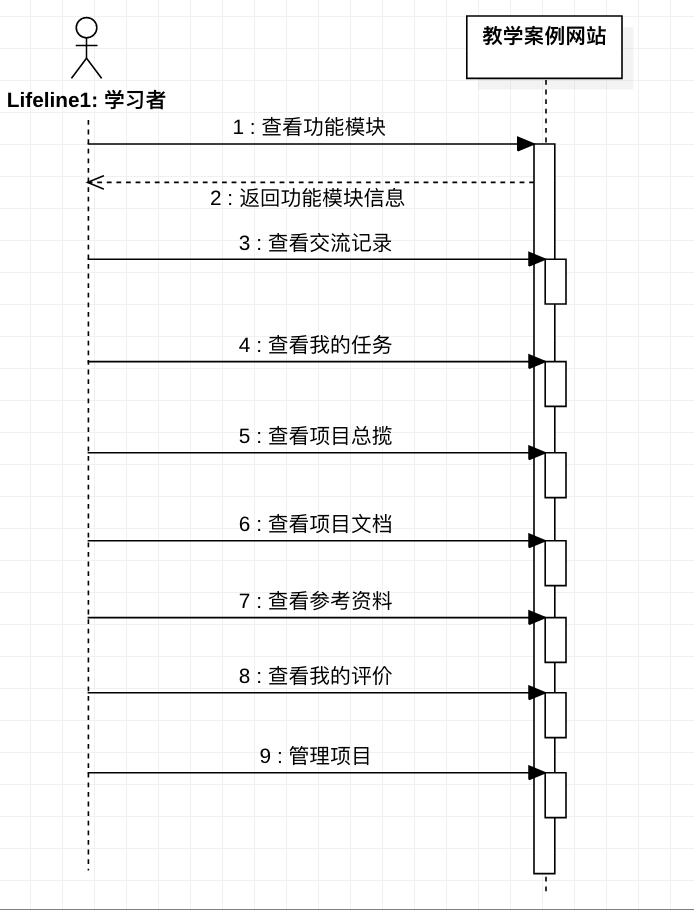 教学案例网站
Lifeline1: 学习者
1 : 查看功能模块
2 : 返回功能模块信息
3 : 查看交流记录
4 : 查看我的任务
5 : 查看项目总揽
6 : 查看项目文档
7 : 查看参考资料
8 : 查看我的评价
9 : 管理项目